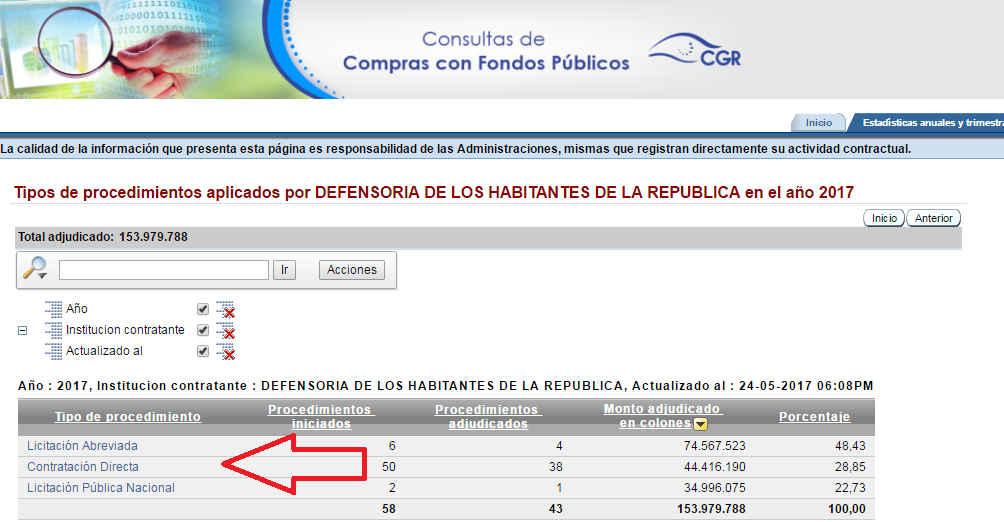 Consultas de
Compras con Fondos Públicos
CGR
Inicio
Estadísticas anuales y trimestra
La calidad de la información que presenta esta página es responsabilidad de las Administraciones, mismas que registran directamente su actividad contractual.
Tipos de procedimientos aplicados por DEFENSORIA DE LOS HABITANTES DE LA REPUBLICA en el año 2017
Inicio Anterior
Total adjudicado: 153.979.788
Ir Acciones
Año
Institucion contratante
Actualizado al
Año : 2017, Institucion contratante : DEFENSORIA DE LOS HABITANTES DE LA REPUBLICA, Actualizado al : 24-05-2017 06:08PM
Tipo de procedimiento Procedimientos iniciados Procedimientos adjudicados Monto adjudicado en colones Porcentaje
Licitación Abreviada 6 4 74.567.523 48,43
Contratación Directa 50 38 44.416.190 28,85
Licitación Pública Nacional 2 1 34.996.075 22,73
58 43 153.979.788 100,00